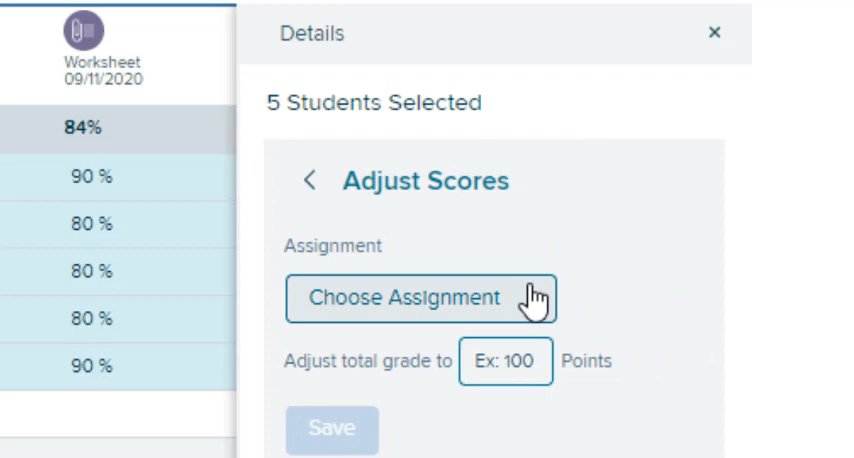 Worksheet
09/11/2020
84%
90 %
80 %
80 %
80 %
90 %
Details
×
5 Students Selected
Adjust Scores
Assignment
Choose Assignment
Adjust total grade to Ex: 100 Points
Save